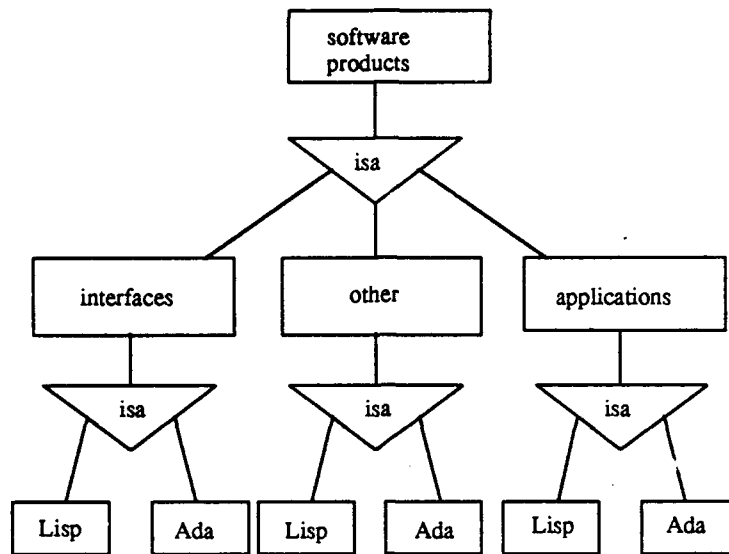 software
products
isa
interfaces
other
applications
isa
isa
isa
Lisp
Ada
Lisp
Ada
Lisp
Ada